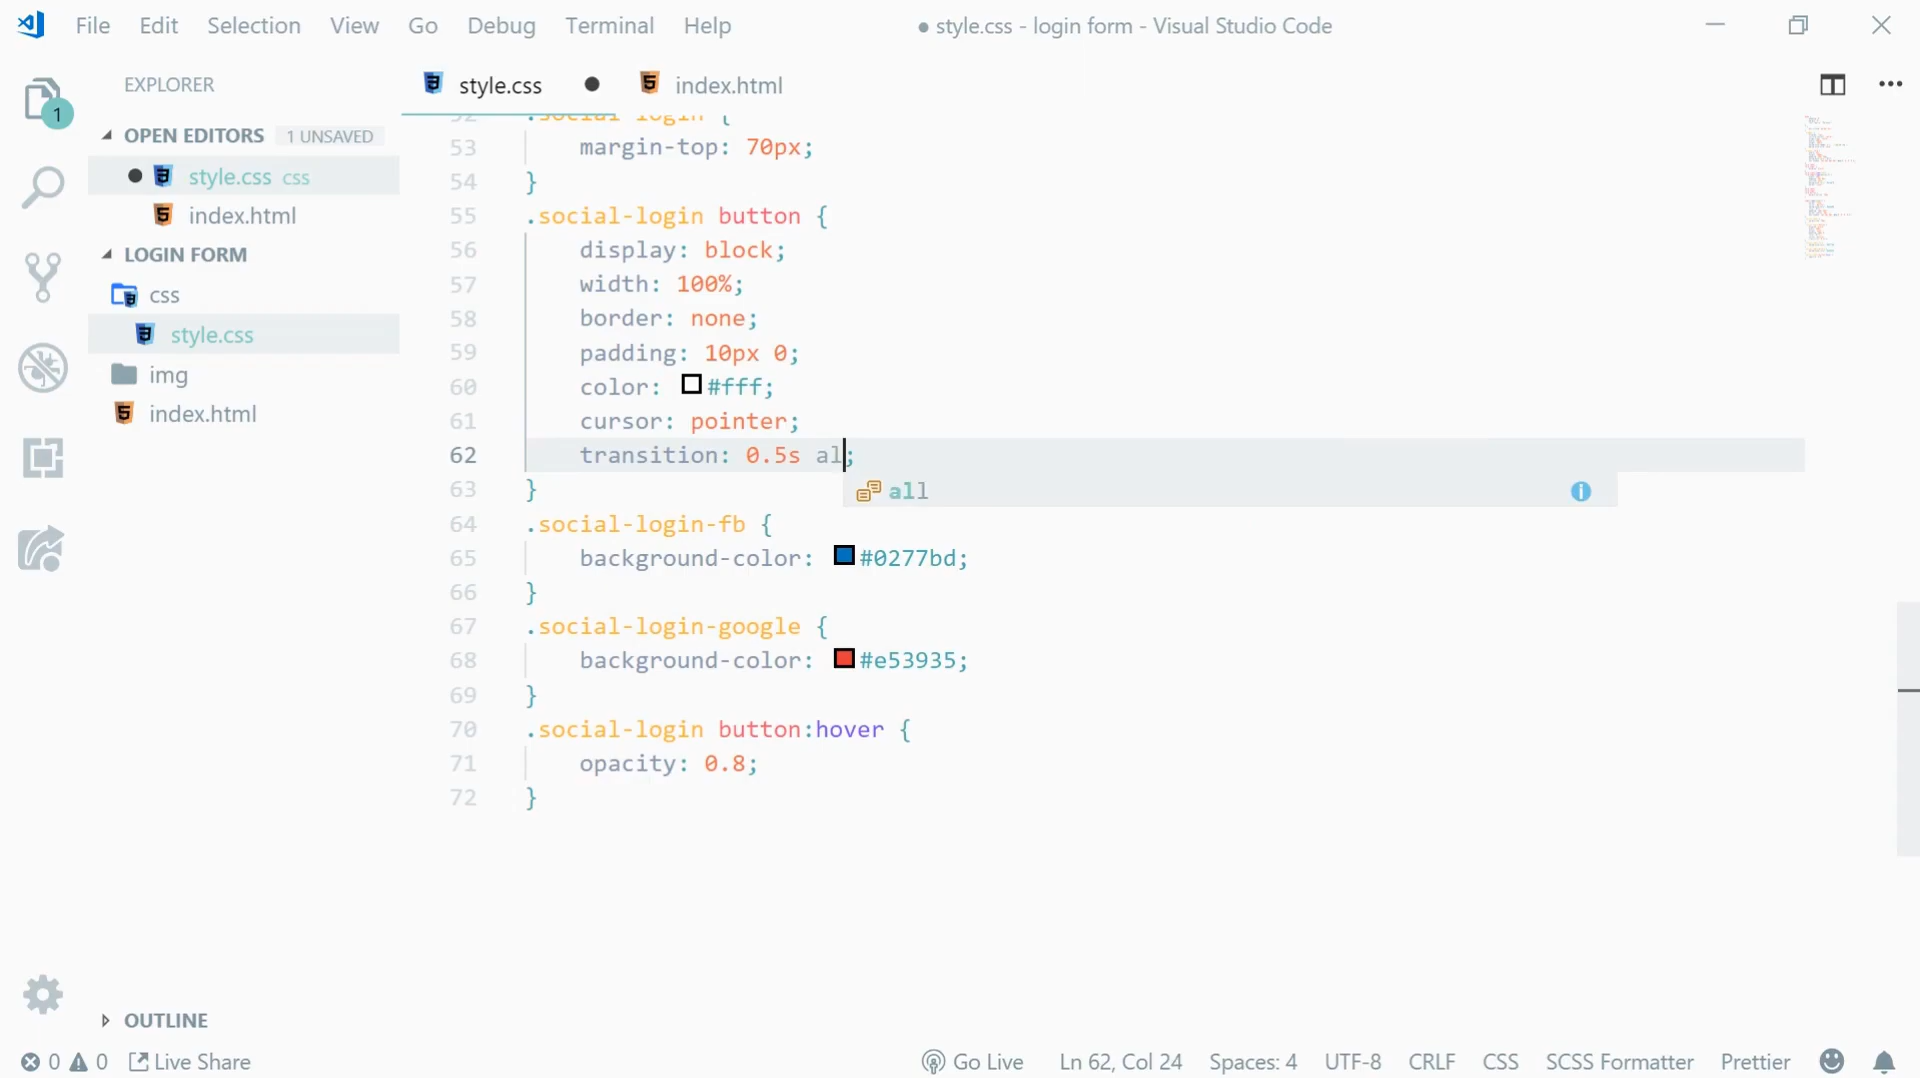 File Edit Selection View Go Debug Terminal Help
● style.css - login form - Visual Studio Code
EXPLORER
style.css
index.html
1
OPEN EDITORS 1 UNSAVED
style.css css
index.html
LOGIN FORM
css
style.css
img
index.html
OUTLINE
52 .social-login {
53 margin-top: 70px;
54 }
55 .social-login button {
56 display: block;
57 width: 100%;
58 border: none;
59 padding: 10px 0;
60 color: #fff;
61 cursor: pointer;
62 transition: 0.5s al;
all
63 }
64 .social-login-fb {
65 background-color: #0277bd;
66 }
67 .social-login-google {
68 background-color: #e53935;
69 }
70 .social-login button:hover {
71 opacity: 0.8;
72 }
0 0 Live Share
Go Live Ln 62, Col 24 Spaces: 4 UTF-8 CRLF CSS SCSS Formatter Prettier